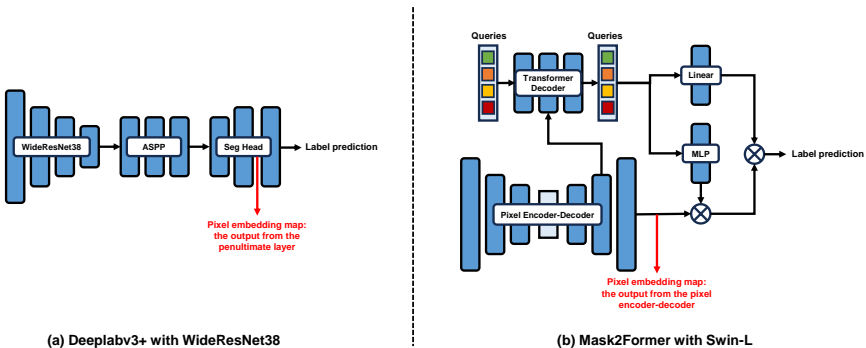 WideResNet38
ASPP
Seg Head
Label prediction
Pixel embedding map:
the output from the
penultimate layer
(a) Deeplabv3+ with WideResNet38
Queries
Queries
Transformer
Decoder
Linear
MLP
Label prediction
Pixel Encoder-Decoder
Pixel embedding map:
the output from the pixel
encoder-decoder
(b) Mask2Former with Swin-L